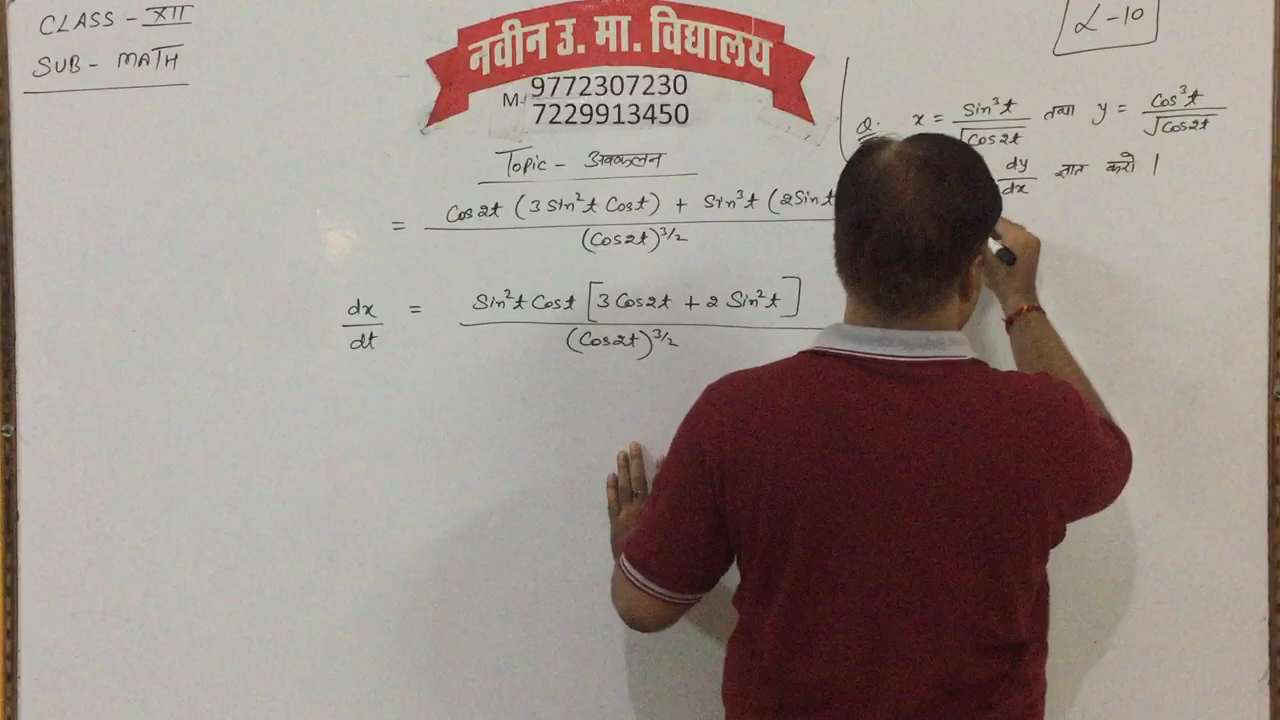 CLASS - XII
SUB - MATH
नवीन उ. मा. विद्यालय
M. 9772307230
7229913450
L-10
Topic - अवकलन
Q. x = Sin³t / √Cos2t तथा y = Cos³t / √Cos2t
dy/dx ज्ञात करो |
= Cos2t (3 Sin²t Cost) + Sin³t (2Sint / (Cos2t)^3/2
dx/dt = Sin²t Cost [3 Cos2t + 2 Sin²t] / (Cos2t)^3/2